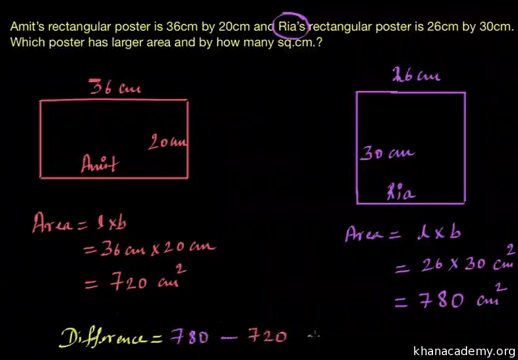 Amit's rectangular poster is 36cm by 20cm and Ria's rectangular poster is 26cm by 30cm.
Which poster has larger area and by how many sq.cm.?
36 cm
20cm
Amit
Area = l x b
= 36 cm x 20 cm
= 720 cm²
26 cm
30 cm
Ria
Area = l x b
= 26 x 30 cm²
= 780 cm²
Difference = 780 - 720
khanacademy.org